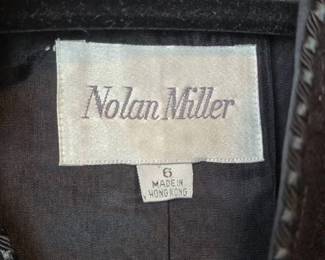 Nolan Miller
6
MADE IN
HONG KONG